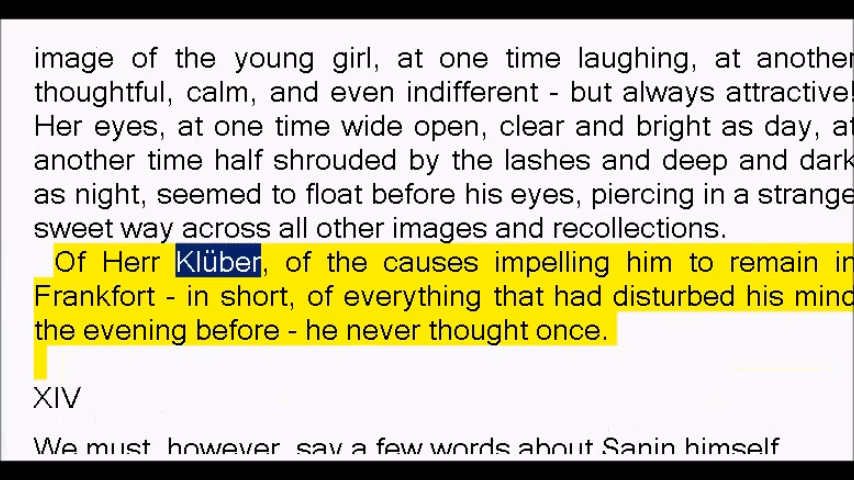 image of the young girl, at one time laughing, at another
thoughtful, calm, and even indifferent - but always attractive!
Her eyes, at one time wide open, clear and bright as day, at
another time half shrouded by the lashes and deep and dark
as night, seemed to float before his eyes, piercing in a strange
sweet way across all other images and recollections.
Of Herr Klüber, of the causes impelling him to remain in
Frankfort - in short, of everything that had disturbed his mind
the evening before - he never thought once.
XIV
We must, however, say a few words about Sanin himself